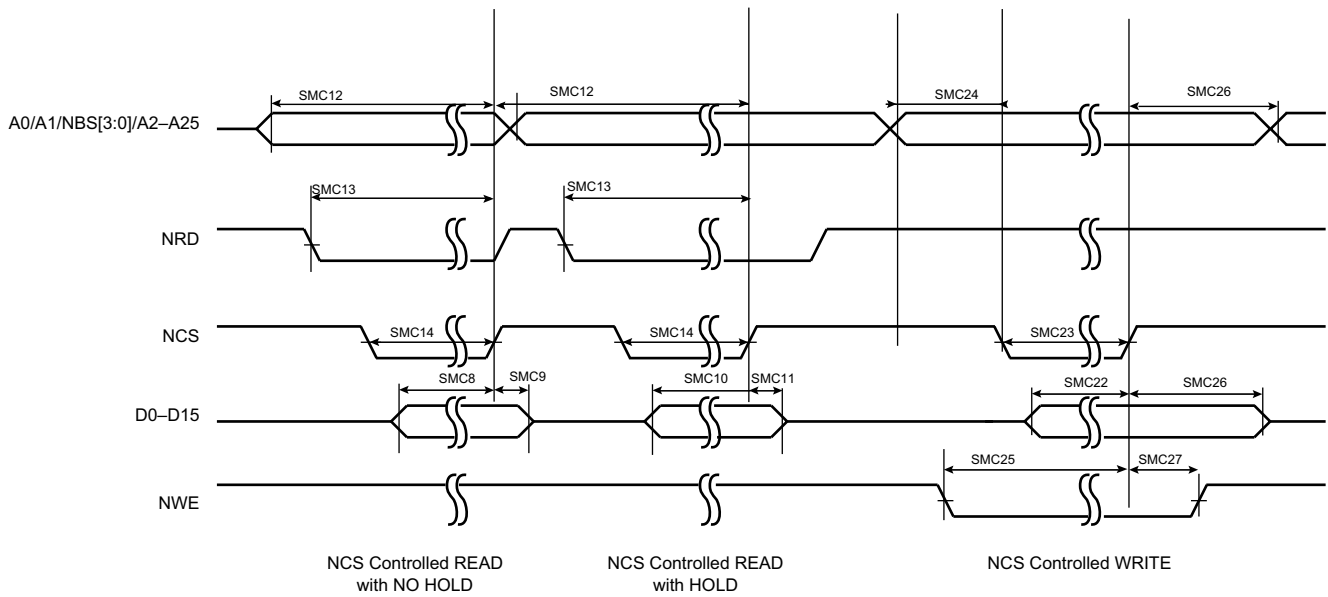 SMC12
SMC12
SMC24
SMC26
A0/A1/NBS[3:0]/A2–A25
SMC13
SMC13
NRD
NCS
SMC14
SMC14
SMC23
SMC8
SMC9
SMC10
SMC11
SMC22
SMC26
D0–D15
SMC25
SMC27
NWE
NCS Controlled READ
with NO HOLD
NCS Controlled READ
with HOLD
NCS Controlled WRITE